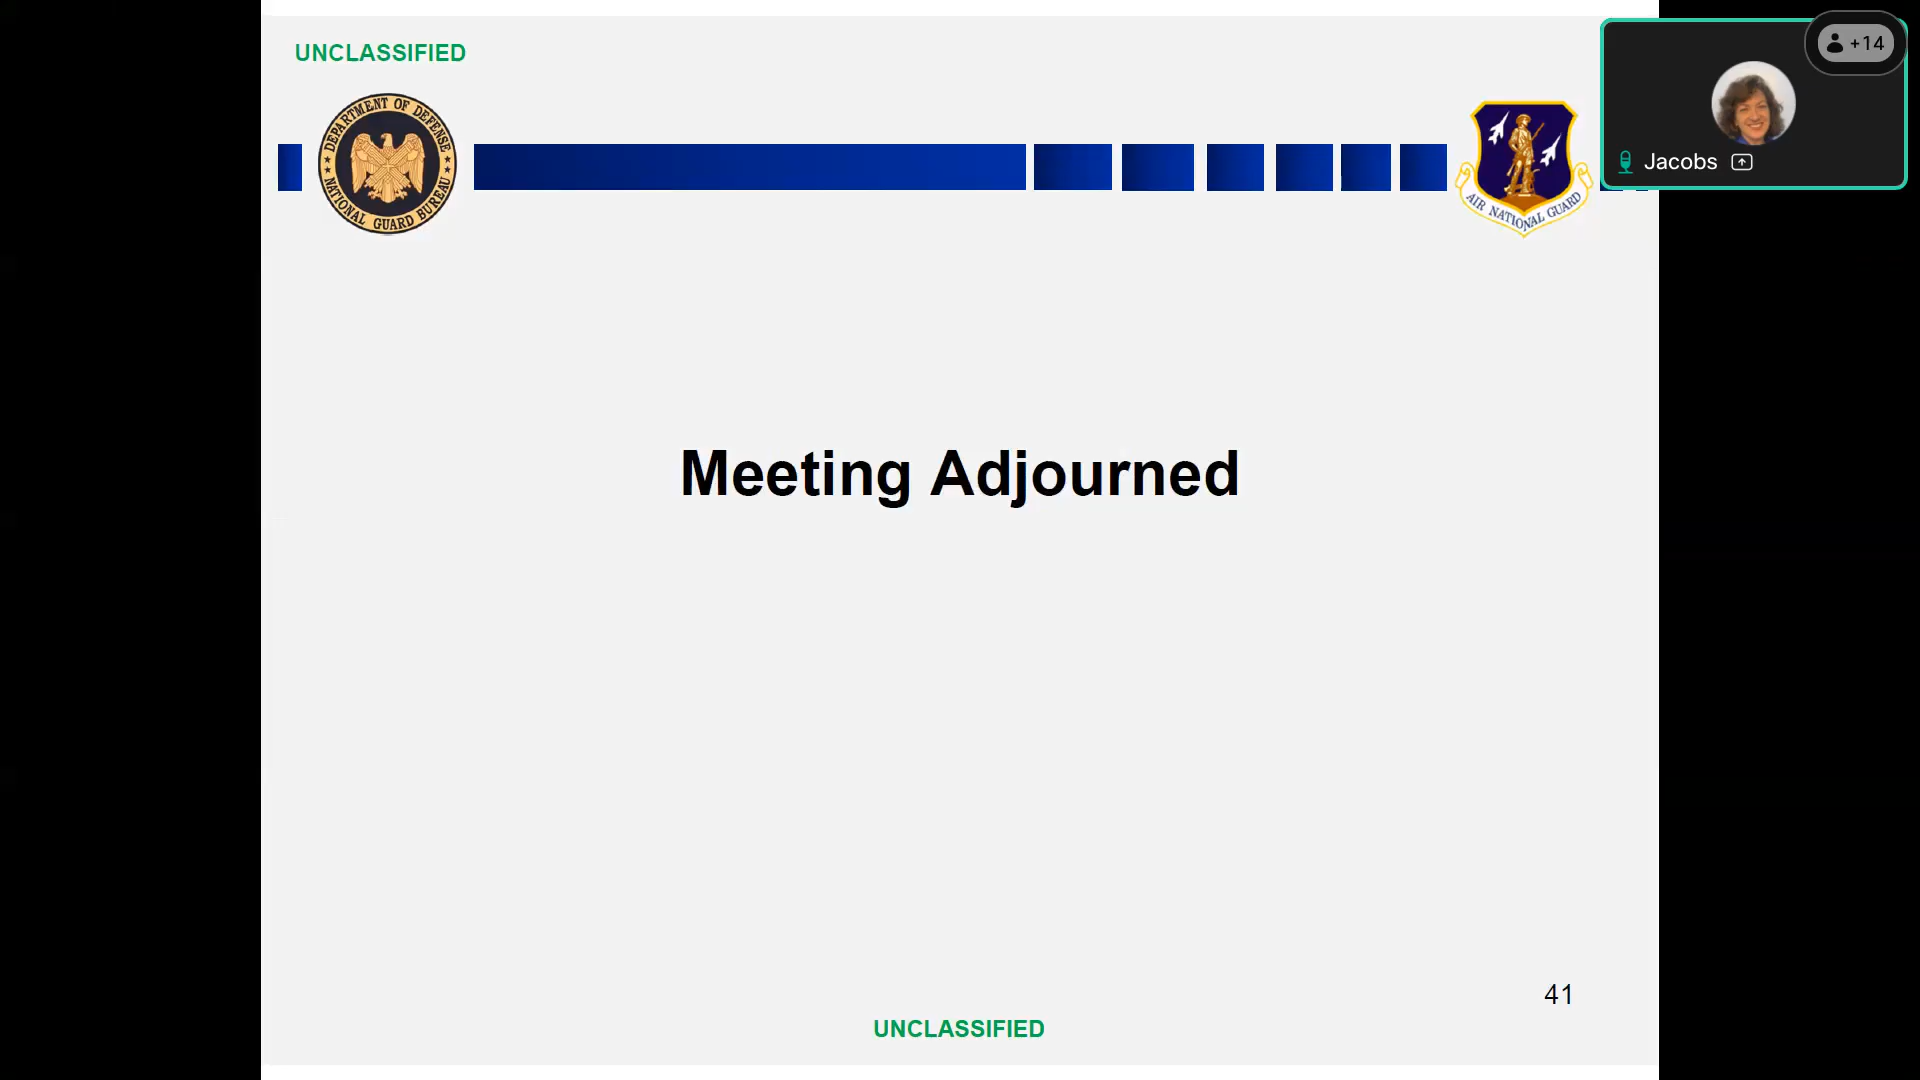 UNCLASSIFIED
DEPARTMENT OF DEFENSE
NATIONAL GUARD BUREAU
AIR NATIONAL GUARD
+14
Jacobs
Meeting Adjourned
41
UNCLASSIFIED